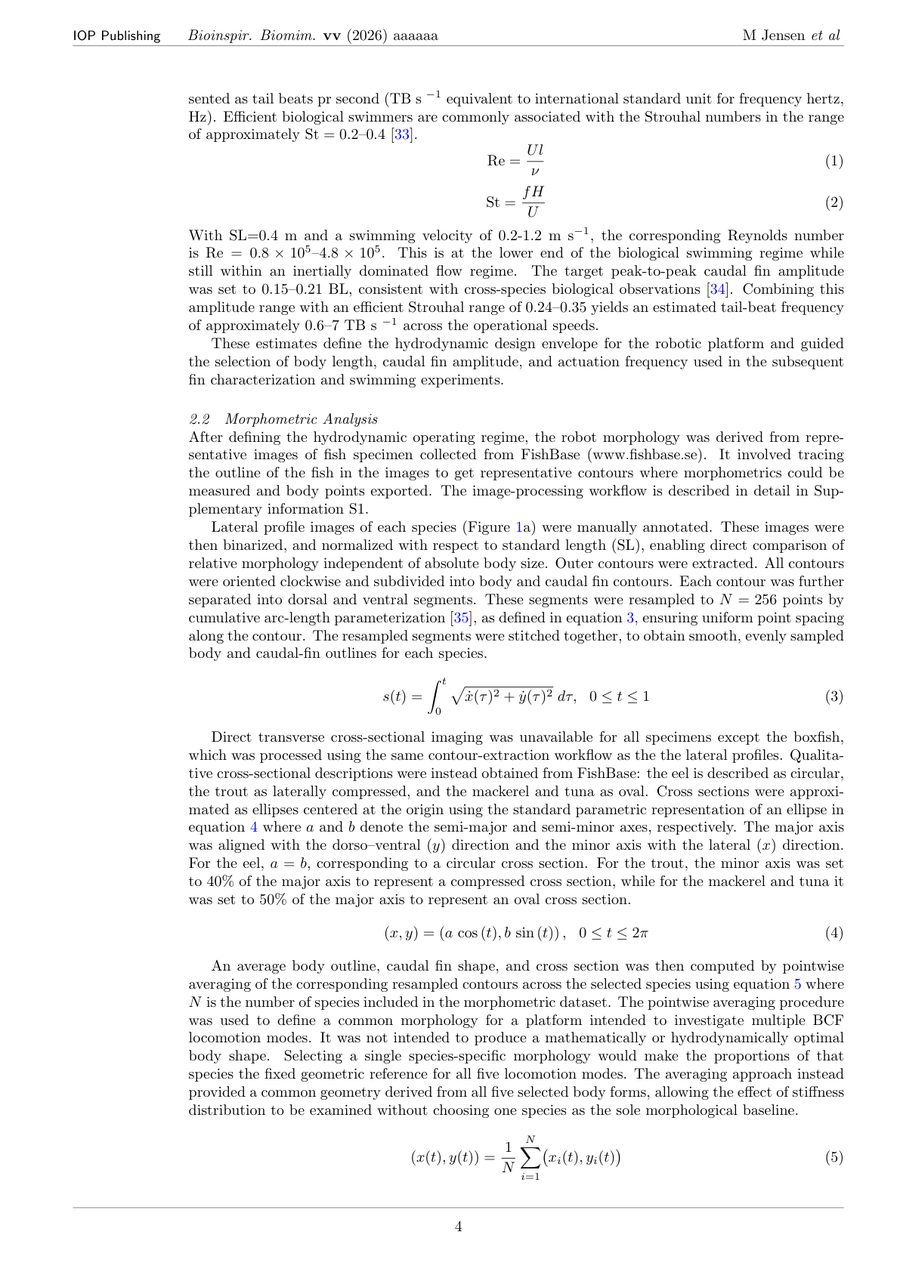 IOP Publishing Bioinspir. Biomim. vv (2026) aaaaaa M Jensen et al
sented as tail beats pr second (TB s −1 equivalent to international standard unit for frequency hertz,
Hz). Efficient biological swimmers are commonly associated with the Strouhal numbers in the range
of approximately St = 0.2–0.4 [33].
Re = Ul/ν (1)
St = fH/U (2)
With SL=0.4 m and a swimming velocity of 0.2-1.2 m s−1, the corresponding Reynolds number
is Re = 0.8 × 10^5–4.8 × 10^5. This is at the lower end of the biological swimming regime while
still within an inertially dominated flow regime. The target peak-to-peak caudal fin amplitude
was set to 0.15–0.21 BL, consistent with cross-species biological observations [34]. Combining this
amplitude range with an efficient Strouhal range of 0.24–0.35 yields an estimated tail-beat frequency
of approximately 0.6–7 TB s −1 across the operational speeds.
These estimates define the hydrodynamic design envelope for the robotic platform and guided
the selection of body length, caudal fin amplitude, and actuation frequency used in the subsequent
fin characterization and swimming experiments.
2.2 Morphometric Analysis
After defining the hydrodynamic operating regime, the robot morphology was derived from repre-
sentative images of fish specimen collected from FishBase (www.fishbase.se). It involved tracing
the outline of the fish in the images to get representative contours where morphometrics could be
measured and body points exported. The image-processing workflow is described in detail in Sup-
plementary information S1.
Lateral profile images of each species (Figure 1a) were manually annotated. These images were
then binarized, and normalized with respect to standard length (SL), enabling direct comparison of
relative morphology independent of absolute body size. Outer contours were extracted. All contours
were oriented clockwise and subdivided into body and caudal fin contours. Each contour was further
separated into dorsal and ventral segments. These segments were resampled to N = 256 points by
cumulative arc-length parameterization [35], as defined in equation 3, ensuring uniform point spacing
along the contour. The resampled segments were stitched together, to obtain smooth, evenly sampled
body and caudal-fin outlines for each species.
s(t) = ∫₀ᵗ √(ẋ(τ)² + ẏ(τ)²) dτ, 0 ≤ t ≤ 1 (3)
Direct transverse cross-sectional imaging was unavailable for all specimens except the boxfish,
which was processed using the same contour-extraction workflow as the the lateral profiles. Qualita-
tive cross-sectional descriptions were instead obtained from FishBase: the eel is described as circular,
the trout as laterally compressed, and the mackerel and tuna as oval. Cross sections were approxi-
mated as ellipses centered at the origin using the standard parametric representation of an ellipse in
equation 4 where a and b denote the semi-major and semi-minor axes, respectively. The major axis
was aligned with the dorso–ventral (y) direction and the minor axis with the lateral (x) direction.
For the eel, a = b, corresponding to a circular cross section. For the trout, the minor axis was set
to 40% of the major axis to represent a compressed cross section, while for the mackerel and tuna it
was set to 50% of the major axis to represent an oval cross section.
(x, y) = (a cos (t), b sin (t)) , 0 ≤ t ≤ 2π (4)
An average body outline, caudal fin shape, and cross section was then computed by pointwise
averaging of the corresponding resampled contours across the selected species using equation 5 where
N is the number of species included in the morphometric dataset. The pointwise averaging procedure
was used to define a common morphology for a platform intended to investigate multiple BCF
locomotion modes. It was not intended to produce a mathematically or hydrodynamically optimal
body shape. Selecting a single species-specific morphology would make the proportions of that
species the fixed geometric reference for all five locomotion modes. The averaging approach instead
provided a common geometry derived from all five selected body forms, allowing the effect of stiffness
distribution to be examined without choosing one species as the sole morphological baseline.
(x(t), y(t)) = 1/N ∑_{i=1}^{N} (xᵢ(t), yᵢ(t)) (5)
4